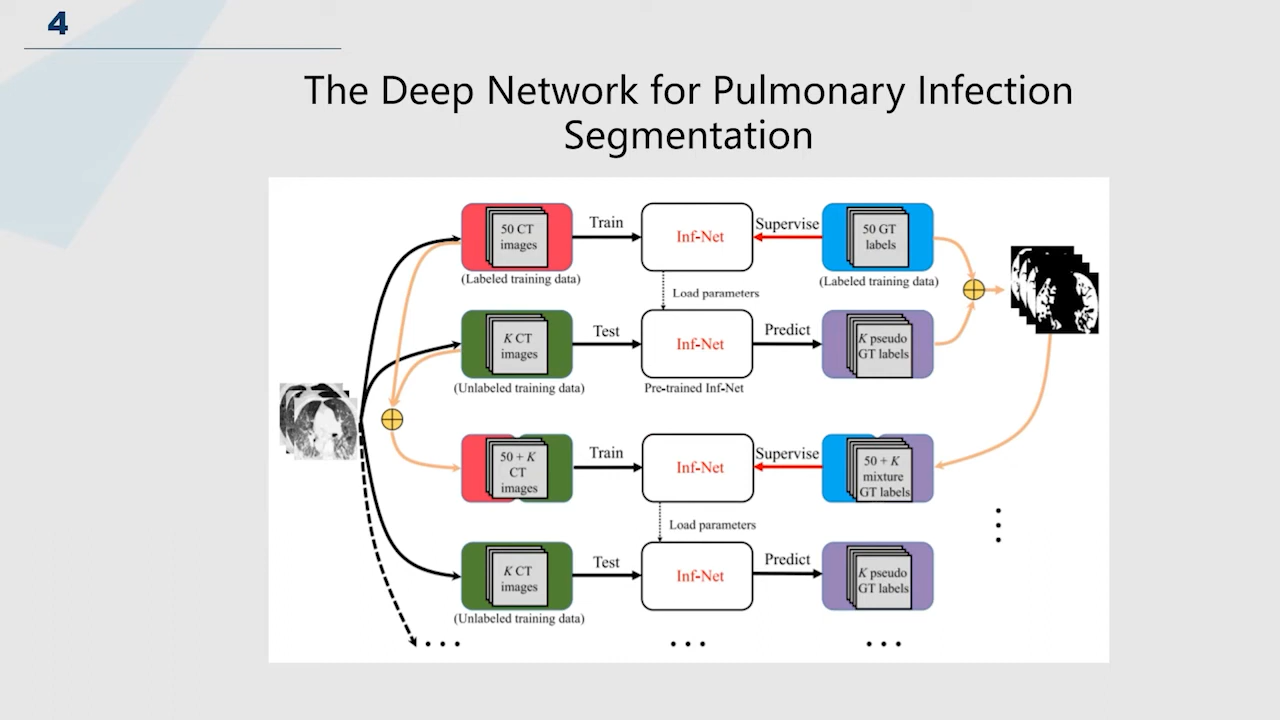 4
The Deep Network for Pulmonary Infection
Segmentation
50 CT
images
(Labeled training data)
Train
Inf-Net
Supervise
50 GT
labels
(Labeled training data)
Load parameters
K CT
images
(Unlabeled training data)
Test
Inf-Net
Pre-trained Inf-Net
Predict
K pseudo
GT labels
50 + K
CT
images
Train
Inf-Net
Supervise
50 + K
mixture
GT labels
Load parameters
K CT
images
(Unlabeled training data)
Test
Inf-Net
Predict
K pseudo
GT labels